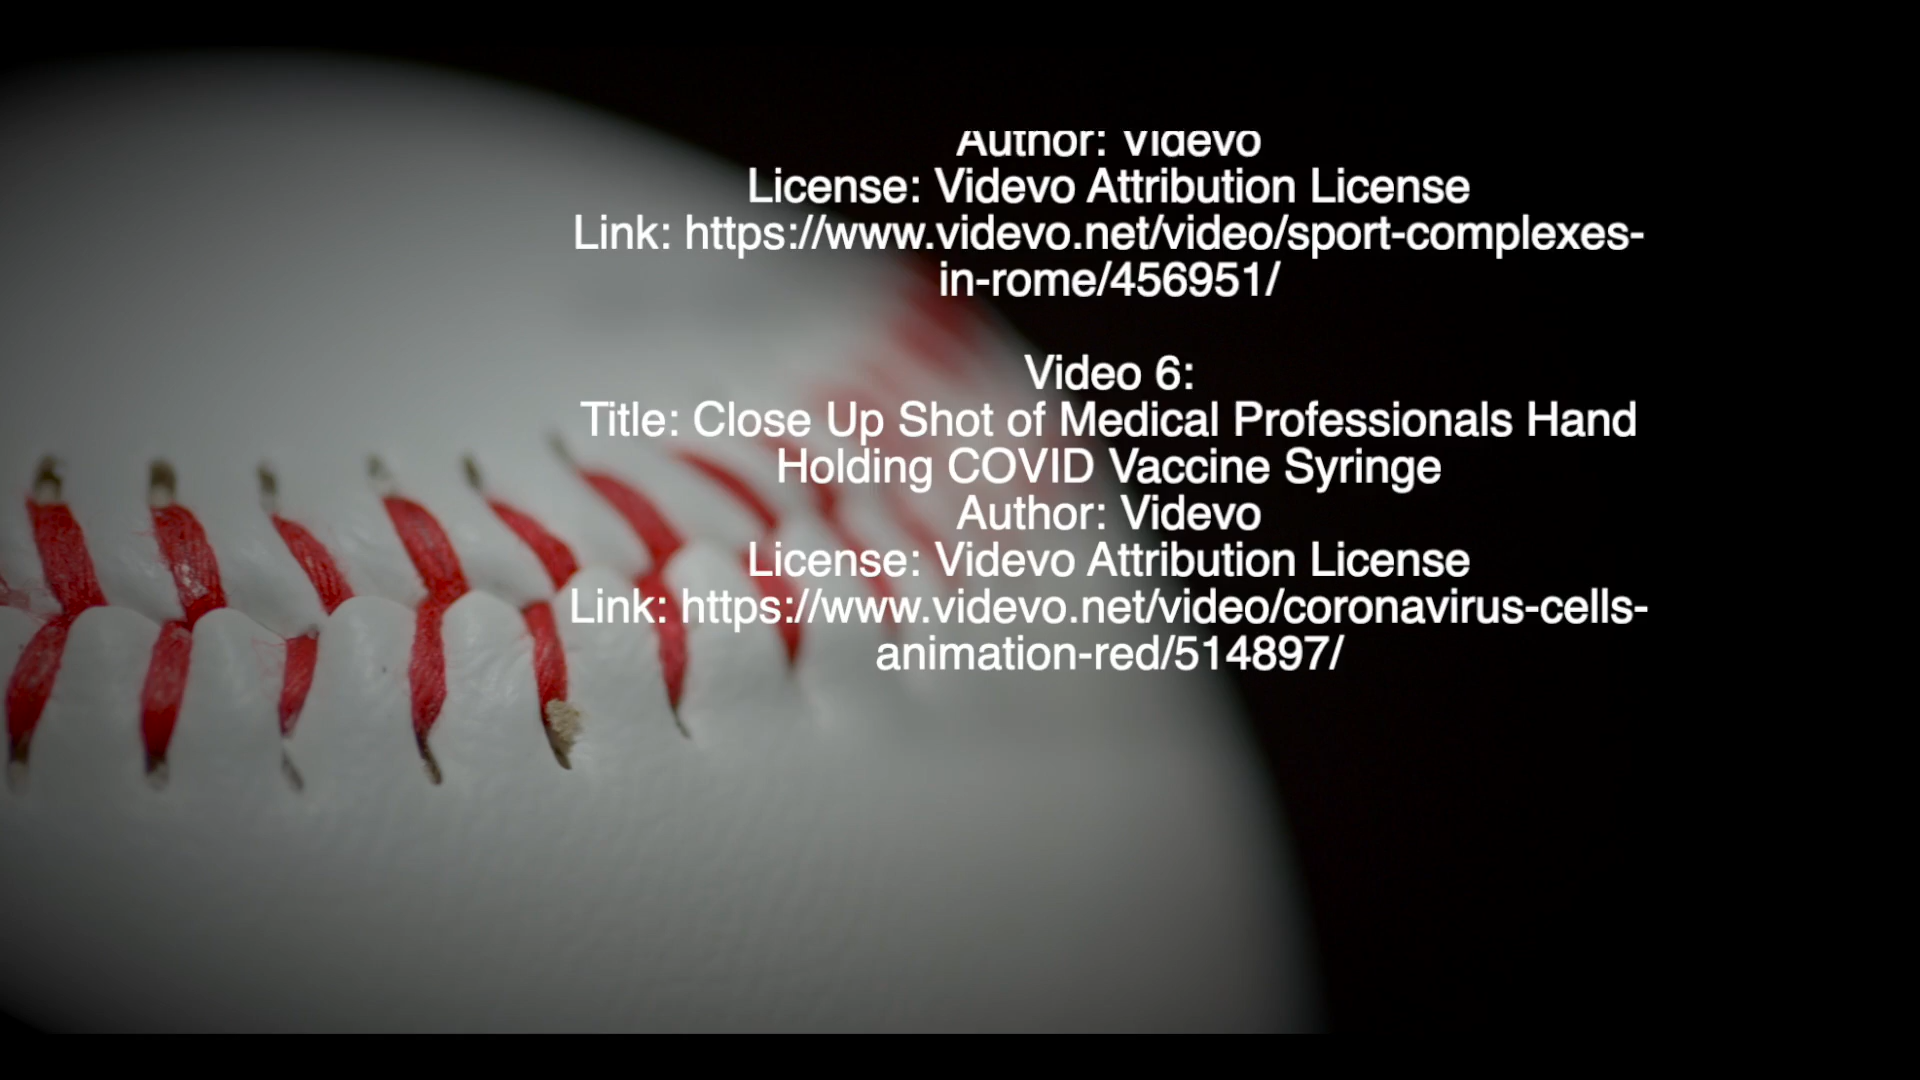 Author: Videvo
License: Videvo Attribution License
Link: https://www.videvo.net/video/sport-complexes-
in-rome/456951/
Video 6:
Title: Close Up Shot of Medical Professionals Hand
Holding COVID Vaccine Syringe
Author: Videvo
License: Videvo Attribution License
Link: https://www.videvo.net/video/coronavirus-cells-
animation-red/514897/